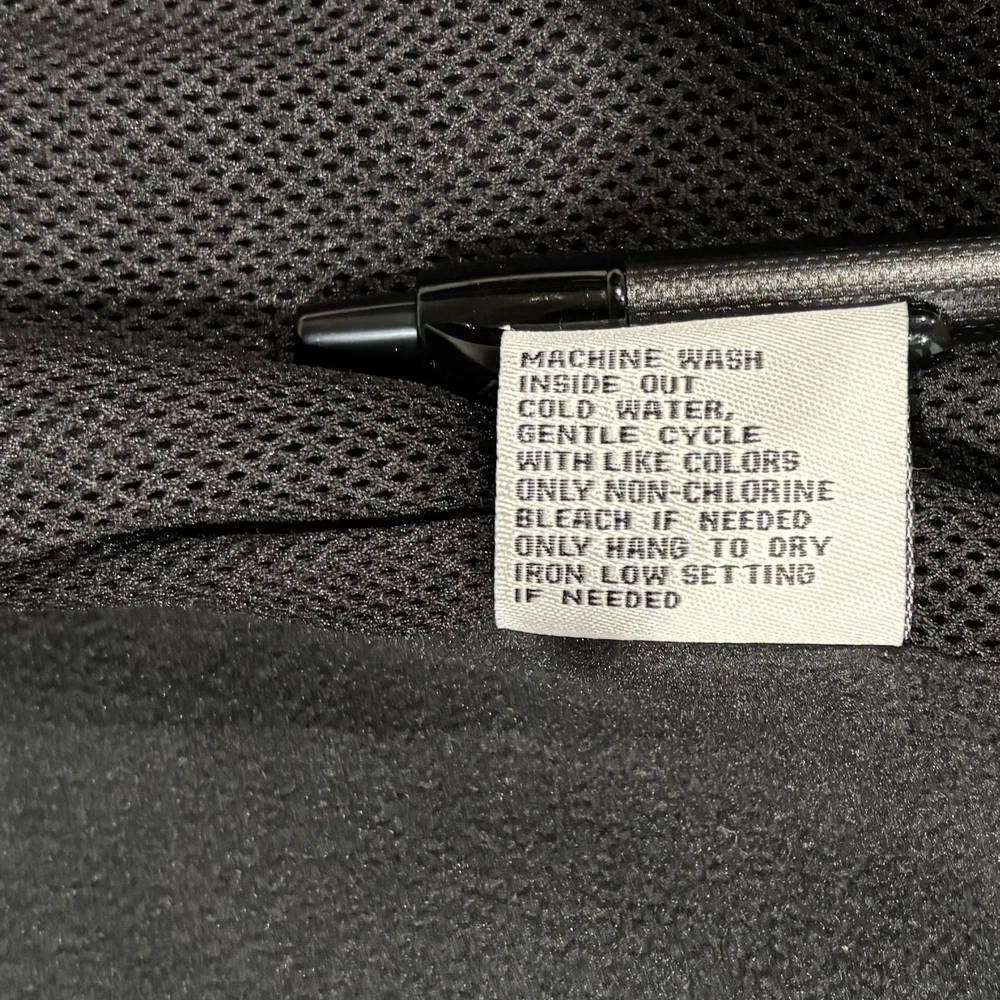 MACHINE WASH
INSIDE OUT
COLD WATER,
GENTLE CYCLE
WITH LIKE COLORS
ONLY NON-CHLORINE
BLEACH IF NEEDED
ONLY HANG TO DRY
IRON LOW SETTING
IF NEEDED